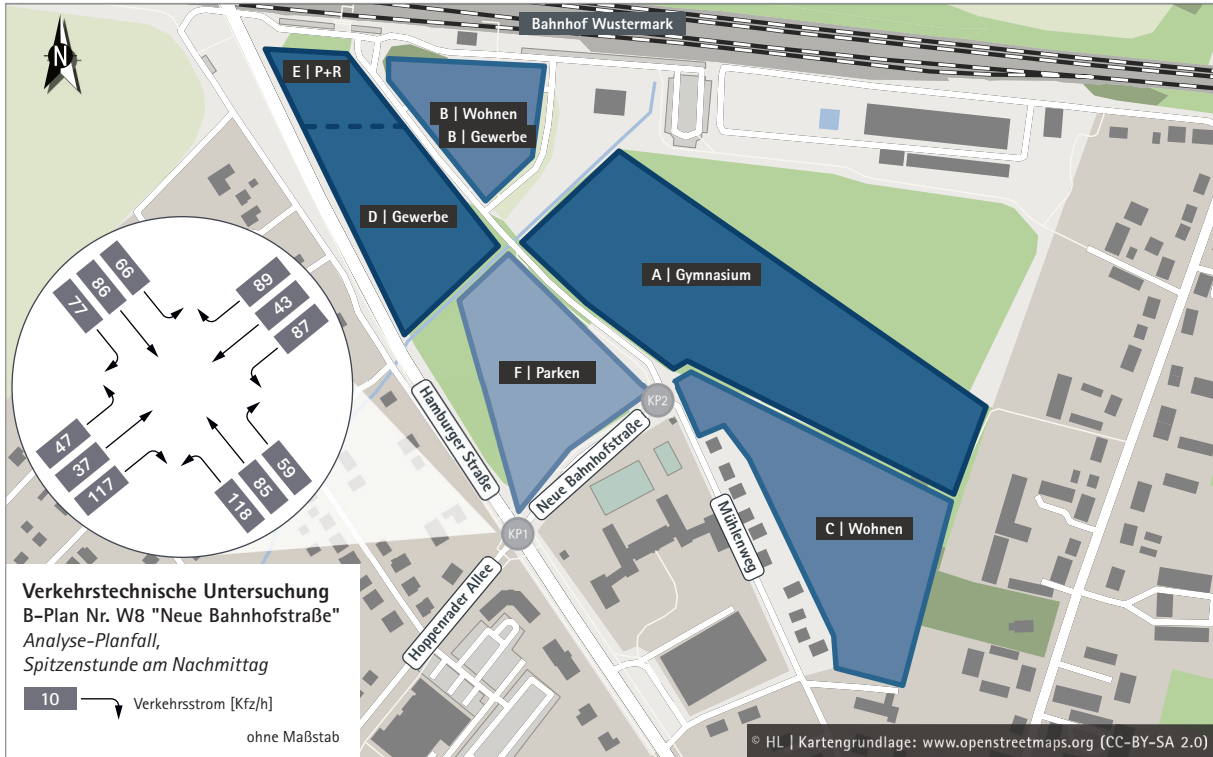 Bahnhof Wustermark
N
E | P+R
B | Wohnen
B | Gewerbe
D | Gewerbe
A | Gymnasium
F | Parken
C | Wohnen
KP2
KP1
Hamburger Straße
Neue Bahnhofstraße
Mühlenweg
Hoppenrader Allee
66
86
77
89
43
87
47
37
117
59
85
118
Verkehrstechnische Untersuchung
B-Plan Nr. W8 "Neue Bahnhofstraße"
Analyse-Planfall,
Spitzenstunde am Nachmittag
10 Verkehrsstrom [Kfz/h]
ohne Maßstab
© HL | Kartengrundlage: www.openstreetmaps.org (CC-BY-SA 2.0)